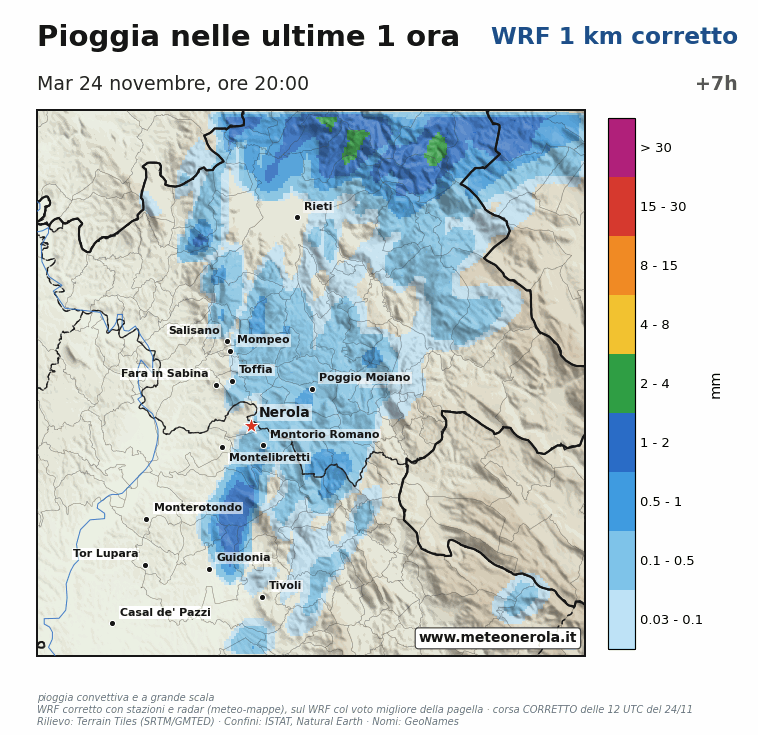 Pioggia nelle ultime 1 ora
WRF 1 km corretto
Mar 24 novembre, ore 20:00
+7h
Rieti
Salisano
Mompeo
Toffia
Fara in Sabina
Poggio Moiano
Nerola
Montorio Romano
Montelibretti
Monterotondo
Tor Lupara
Guidonia
Tivoli
Casal de' Pazzi
www.meteonerola.it
> 30
15 - 30
8 - 15
4 - 8
2 - 4
1 - 2
0.5 - 1
0.1 - 0.5
0.03 - 0.1
mm
pioggia convettiva e a grande scala
WRF corretto con stazioni e radar (meteo-mappe), sul WRF col voto migliore della pagella · corsa CORRETTO delle 12 UTC del 24/11
Rilievo: Terrain Tiles (SRTM/GMTED) · Confini: ISTAT, Natural Earth · Nomi: GeoNames